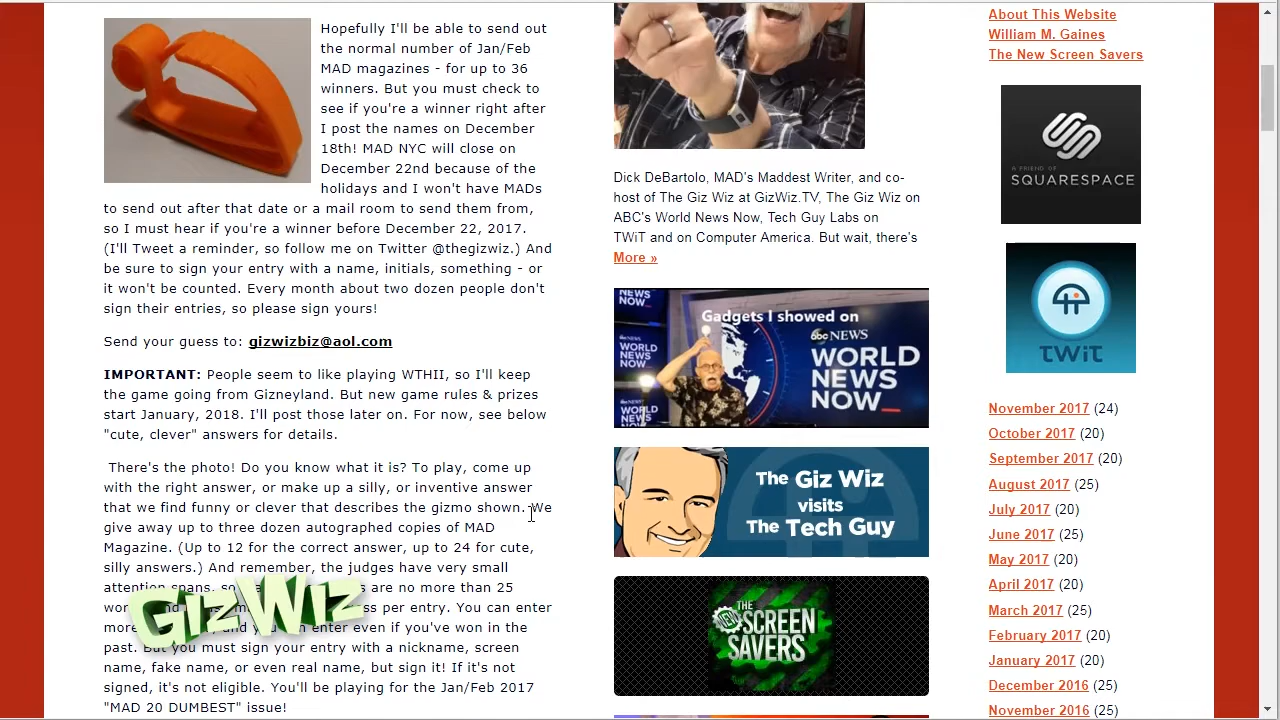 Hopefully I'll be able to send out
the normal number of Jan/Feb
MAD Magazines - for up to 36
winners. But you must check to
see if you're a winner right after
I post the names on December
18th! MAD NYC will close on
December 22nd because of the
holidays and I won't have MADs
to send out after that date or a mail room to send them from,
so I must hear if you're a winner before December 22, 2017.
(I'll Tweet a reminder, so follow me on Twitter @thegizwiz.) And
be sure to sign your entry with a name, initials, something - or
it won't be counted. Every month about two dozen people don't
sign their entries, so please sign yours!
Send your guess to: gizwizbiz@aol.com
IMPORTANT: People seem to like playing WTHII, so I'll keep
the game going from Gizneyland. But new game rules & prizes
start January, 2018. I'll post those later on. For now, see below
"cute, clever" answers for details.
There's the photo! Do you know what it is? To play, come up
with the right answer, or make up a silly, or inventive answer
that we find funny or clever that describes the gizmo shown. We
give away up to three dozen autographed copies of MAD
Magazine. (Up to 12 for the correct answer, up to 24 for cute,
silly answers.) And remember, the judges have very small
attention spans, are no more than 25
per entry. You can enter
even if you've won in the
past. But you must sign your entry with a nickname, screen
name, fake name, or even real name, but sign it! If it's not
signed, it's not eligible. You'll be playing for the Jan/Feb 2017
"MAD 20 DUMBEST" issue!
GizWiz
Dick DeBartolo, MAD's Maddest Writer, and co-
host of The Giz Wiz at GizWiz.TV, The Giz Wiz on
ABC's World News Now, Tech Guy Labs on
TWiT and on Computer America. But wait, there's
More »
NEWS
NOW
Gadgets I showed on
abc NEWS
WORLD
NEWS
NOW_
WORLD
NEWS
NOW
WORLD
NOW
The Giz Wiz
visits
The Tech Guy
THE
NEW
SCREEN
SAVERS
About This Website
William M. Gaines
The New Screen Savers
A FRIEND OF
SQUARESPACE
TWiT
November 2017 (24)
October 2017 (20)
September 2017 (20)
August 2017 (25)
July 2017 (20)
June 2017 (25)
May 2017 (20)
April 2017 (20)
March 2017 (25)
February 2017 (20)
January 2017 (20)
December 2016 (25)
November 2016 (25)